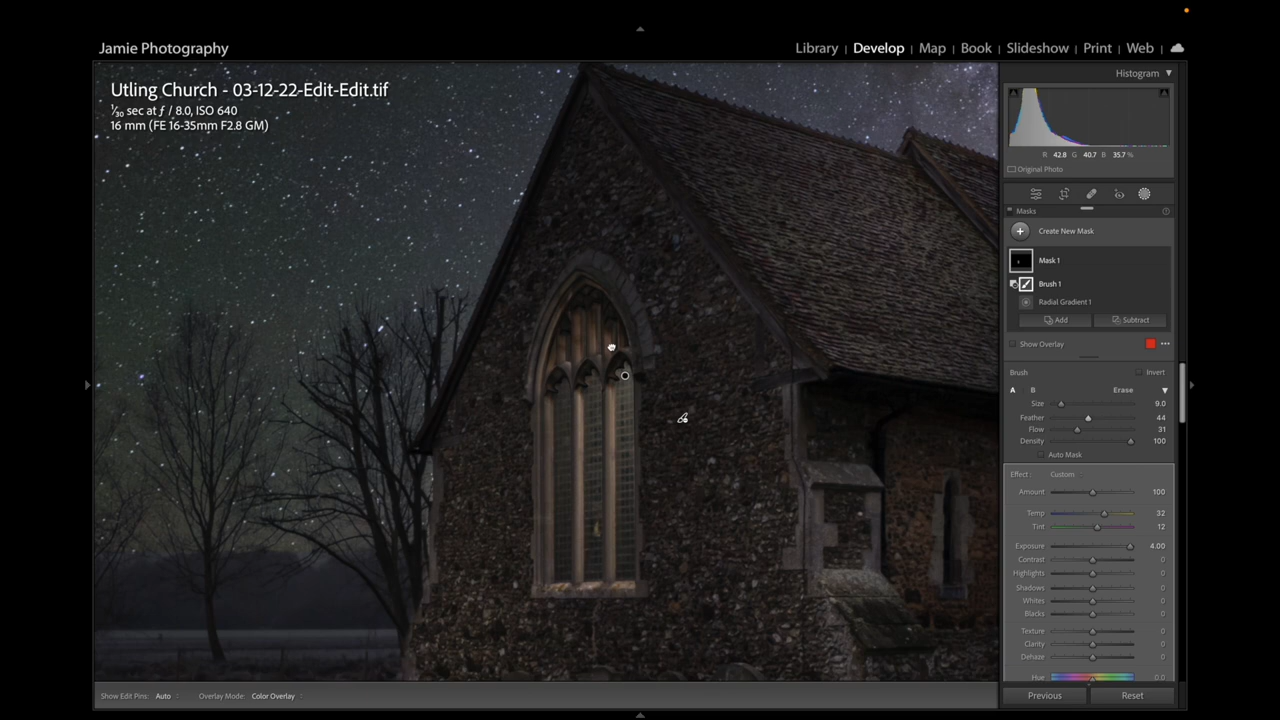 Jamie Photography
Library | Develop | Map | Book | Slideshow | Print | Web
Utling Church - 03-12-22-Edit-Edit.tif
1/30 sec at ƒ / 8.0, ISO 640
16 mm (FE 16-35mm F2.8 GM)
Histogram
R 42.8 G 40.7 B 35.7 %
Original Photo
Masks
Create New Mask
Mask 1
Brush 1
Radial Gradient 1
Add Subtract
Show Overlay
Brush Invert
A B Erase
Size 9.0
Feather 44
Flow 31
Density 100
Auto Mask
Effect : Custom
Amount 100
Temp 32
Tint 12
Exposure 4.00
Contrast 0
Highlights 0
Shadows 0
Whites 0
Blacks 0
Texture 0
Clarity 0
Dehaze 0
Hue 0.0
Show Edit Pins: Auto Overlay Mode: Color Overlay
Previous Reset